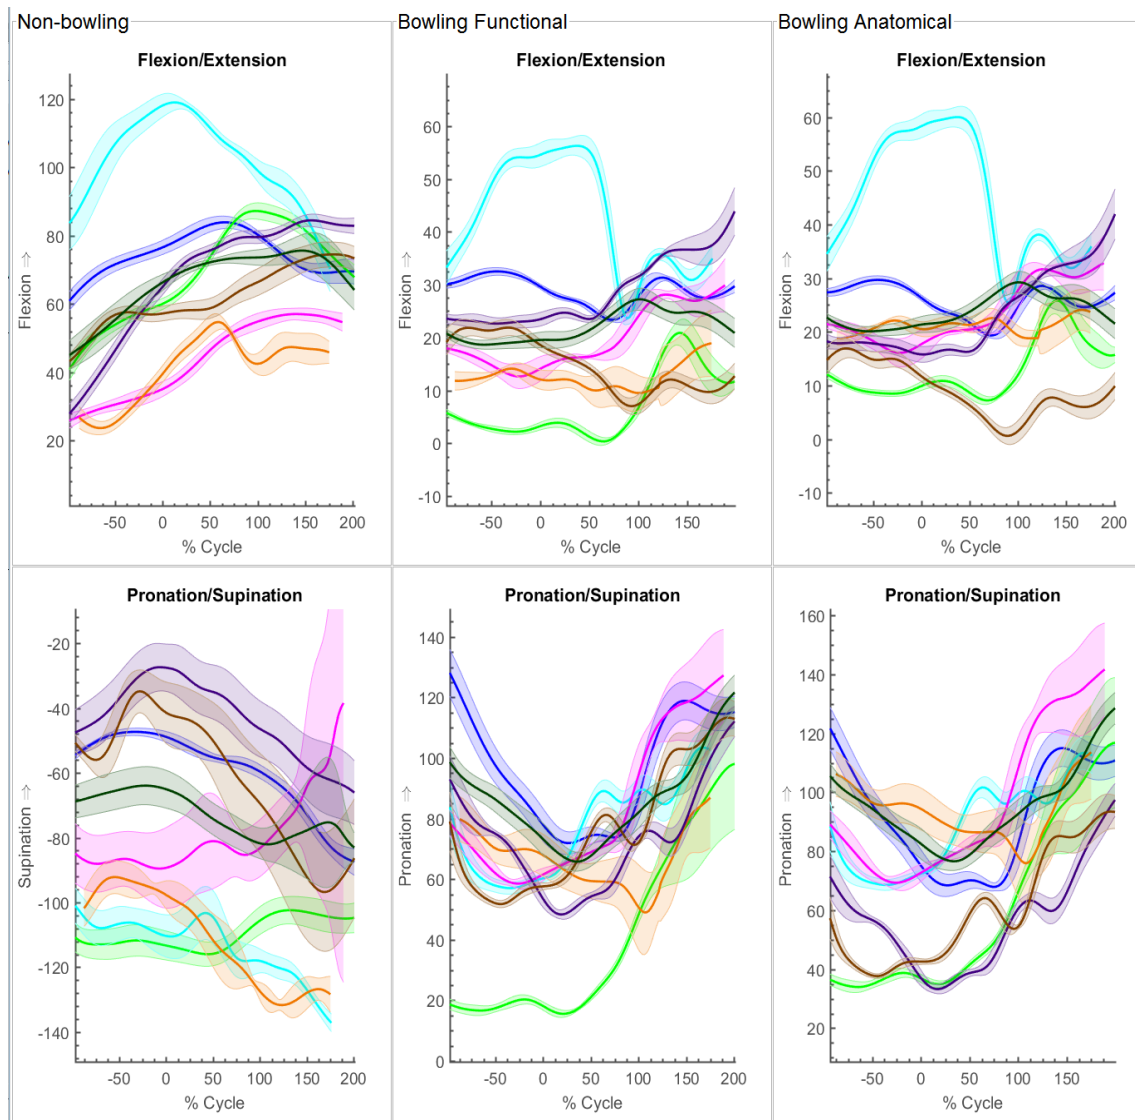 Non-bowling
Bowling Functional
Bowling Anatomical
Flexion/Extension
Flexion →
120
100
80
60
40
20
-50 0 50 100 150 200
% Cycle
Flexion/Extension
Flexion →
60
50
40
30
20
10
0
-10
-50 0 50 100 150
% Cycle
Flexion/Extension
Flexion →
60
50
40
30
20
10
0
-10
-50 0 50 100 150 200
% Cycle
Pronation/Supination
Supination →
-20
-40
-60
-80
-100
-120
-140
-50 0 50 100 150 200
% Cycle
Pronation/Supination
Pronation →
140
120
100
80
60
40
20
0
-50 0 50 100 150 200
% Cycle
Pronation/Supination
Pronation →
160
140
120
100
80
60
40
20
-50 0 50 100 150 200
% Cycle